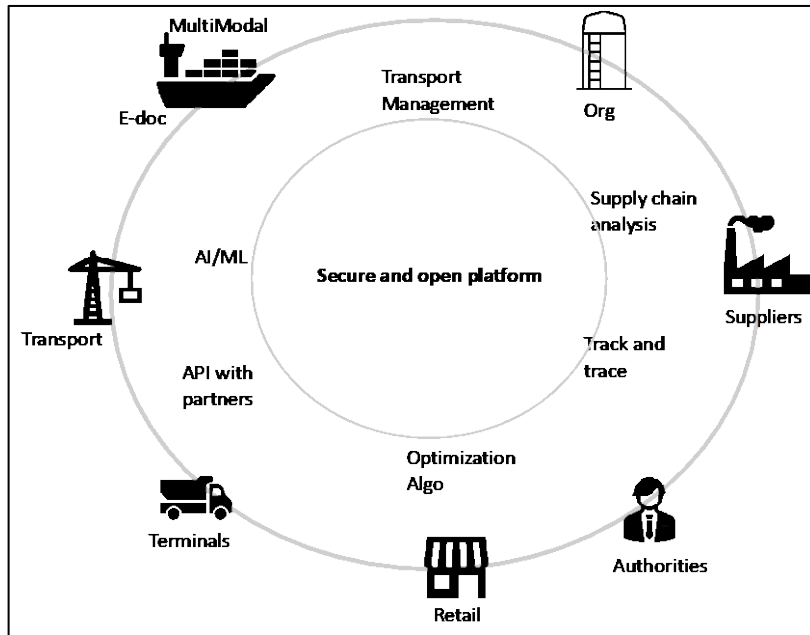 MultiModal
Transport
Management
E-doc
Org
Supply chain
analysis
AI/ML
Secure and open platform
Suppliers
Transport
Track and
trace
API with
partners
Optimization
Algo
Terminals
Authorities
Retail